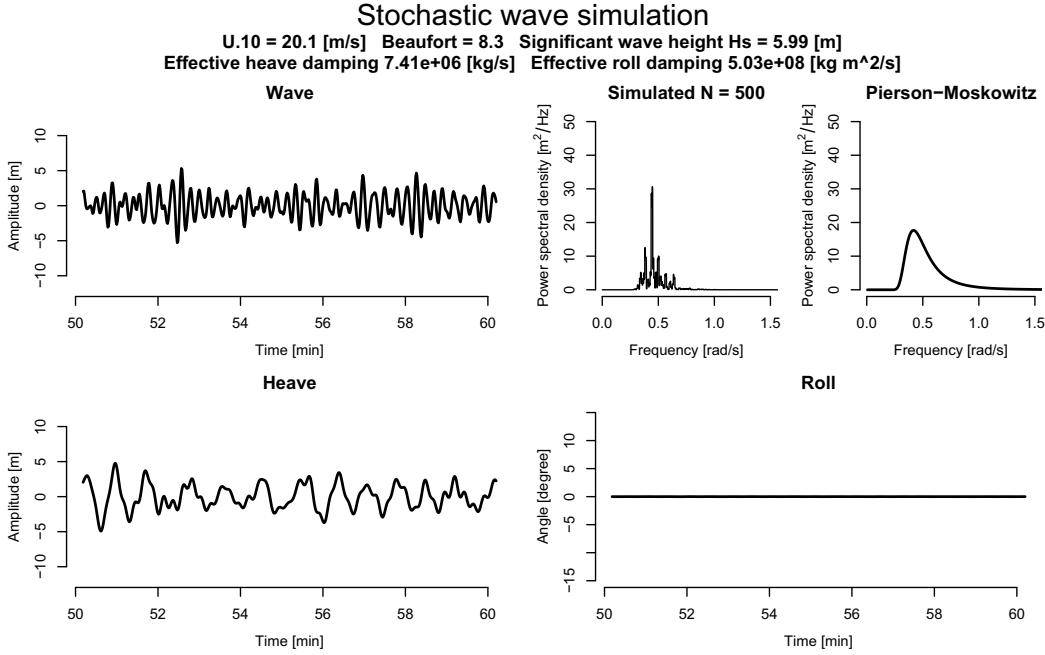 Stochastic wave simulation
U.10 = 20.1 [m/s]   Beaufort = 8.3   Significant wave height Hs = 5.99 [m]
Effective heave damping 7.41e+06 [kg/s]   Effective roll damping 5.03e+08 [kg m^2/s]
Wave
Amplitude [m]
10
5
0
−5
−10
50 52 54 56 58 60
Time [min]
Simulated N = 500
Power spectral density [m²/Hz]
50
40
30
20
10
0
0.0 0.5 1.0 1.5
Frequency [rad/s]
Pierson−Moskowitz
Power spectral density [m²/Hz]
50
40
30
20
10
0
0.0 0.5 1.0 1.5
Frequency [rad/s]
Heave
Amplitude [m]
10
5
0
−5
−10
50 52 54 56 58 60
Time [min]
Roll
Angle [degree]
10
5
0
−5
−15
50 52 54 56 58 60
Time [min]